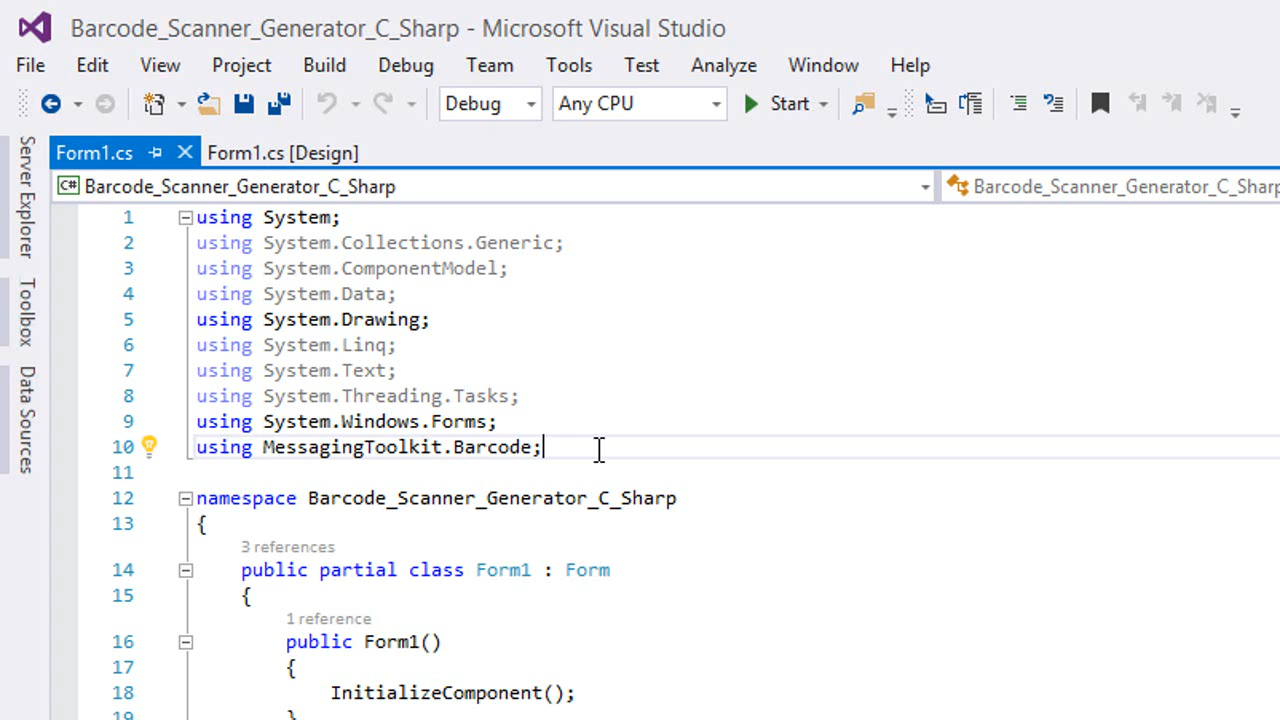 Barcode_Scanner_Generator_C_Sharp - Microsoft Visual Studio
File Edit View Project Build Debug Team Tools Test Analyze Window Help
Debug Any CPU Start
Server Explorer
Toolbox
Data Sources
Form1.cs Form1.cs [Design]
C# Barcode_Scanner_Generator_C_Sharp Barcode_Scanner_Generator_C_Sharp
1 using System;
2 using System.Collections.Generic;
3 using System.ComponentModel;
4 using System.Data;
5 using System.Drawing;
6 using System.Linq;
7 using System.Text;
8 using System.Threading.Tasks;
9 using System.Windows.Forms;
10 using MessagingToolkit.Barcode;
11
12 namespace Barcode_Scanner_Generator_C_Sharp
13 {
3 references
14 public partial class Form1 : Form
15 {
1 reference
16 public Form1()
17 {
18 InitializeComponent();
19 }